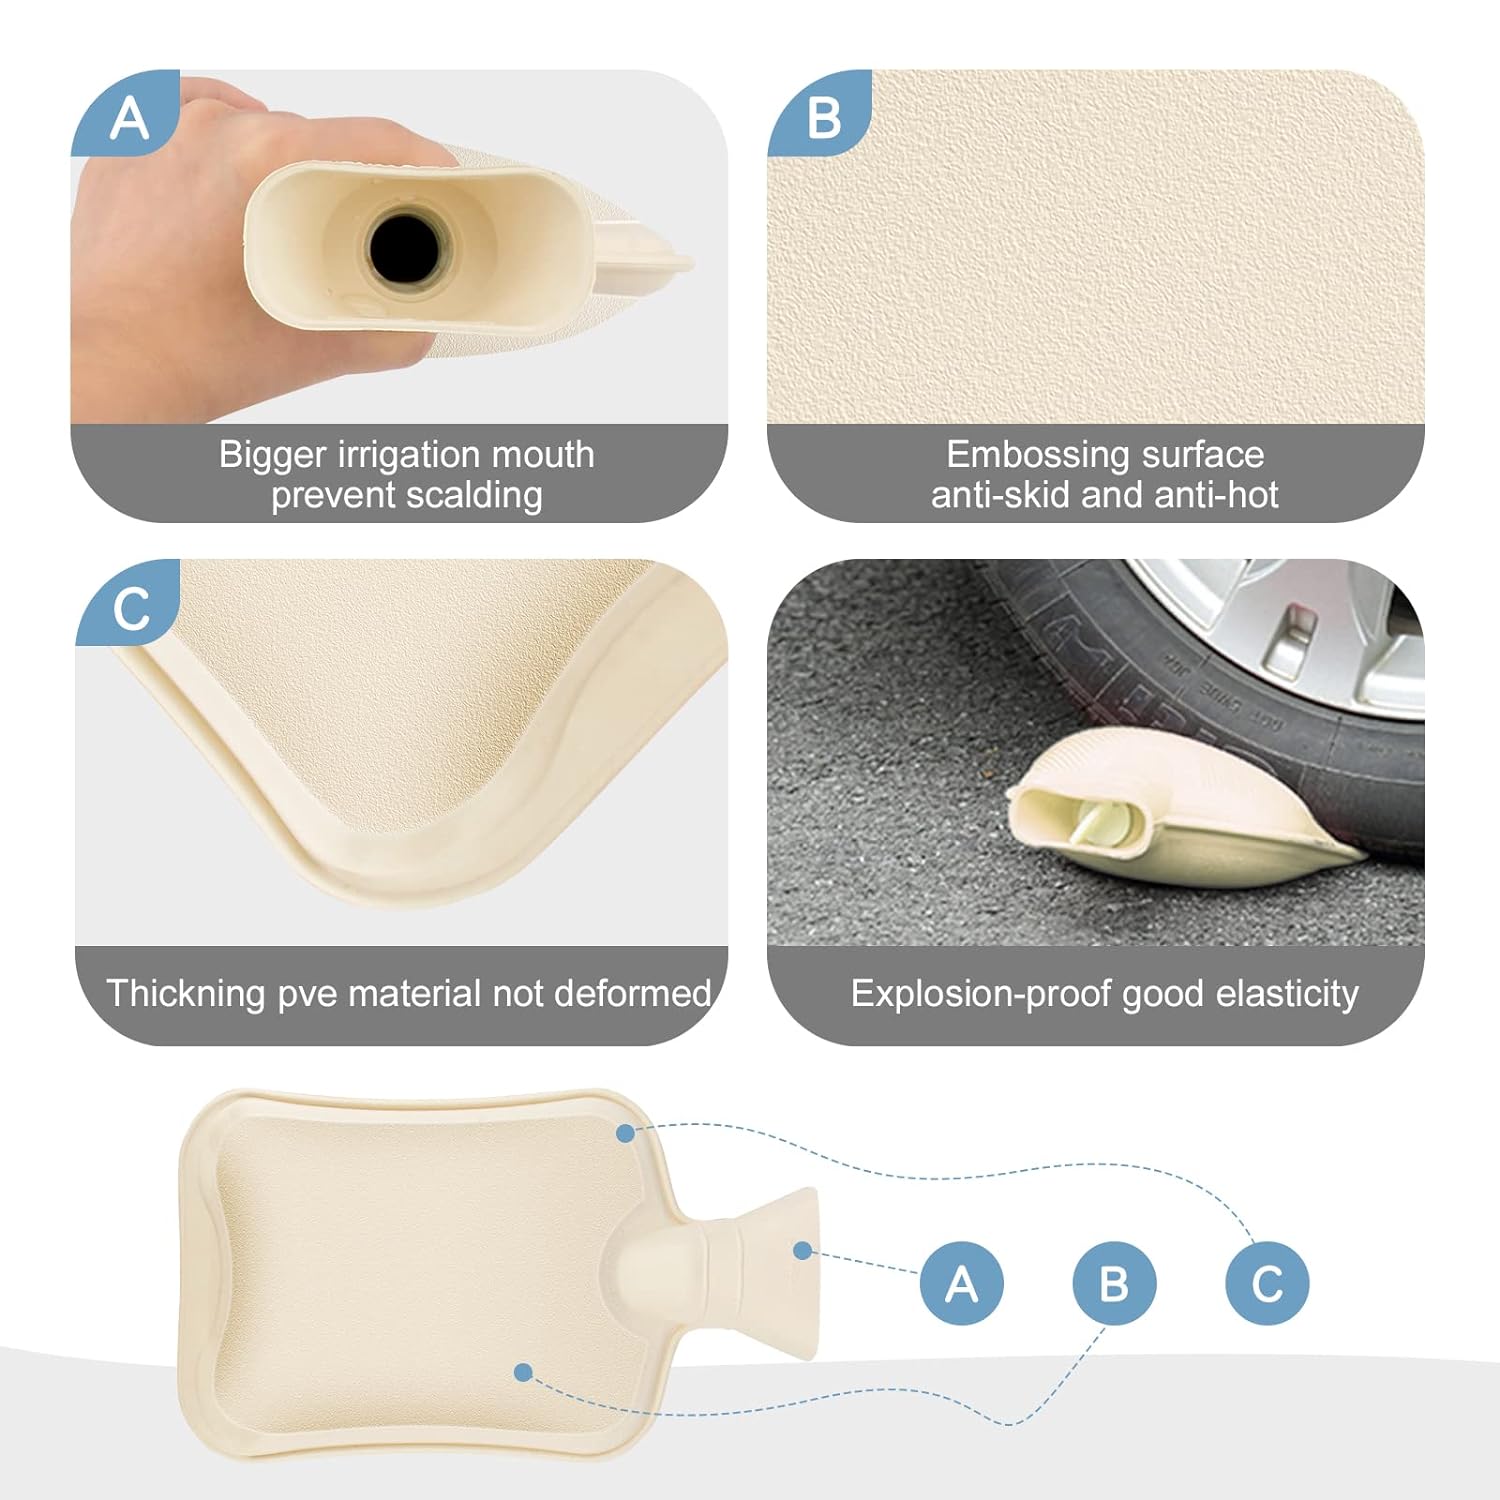 A
B
Bigger irrigation mouth
prevent scalding
Embossing surface
anti-skid and anti-hot
C
Thickning pve material not deformed
Explosion-proof good elasticity
A
B
C